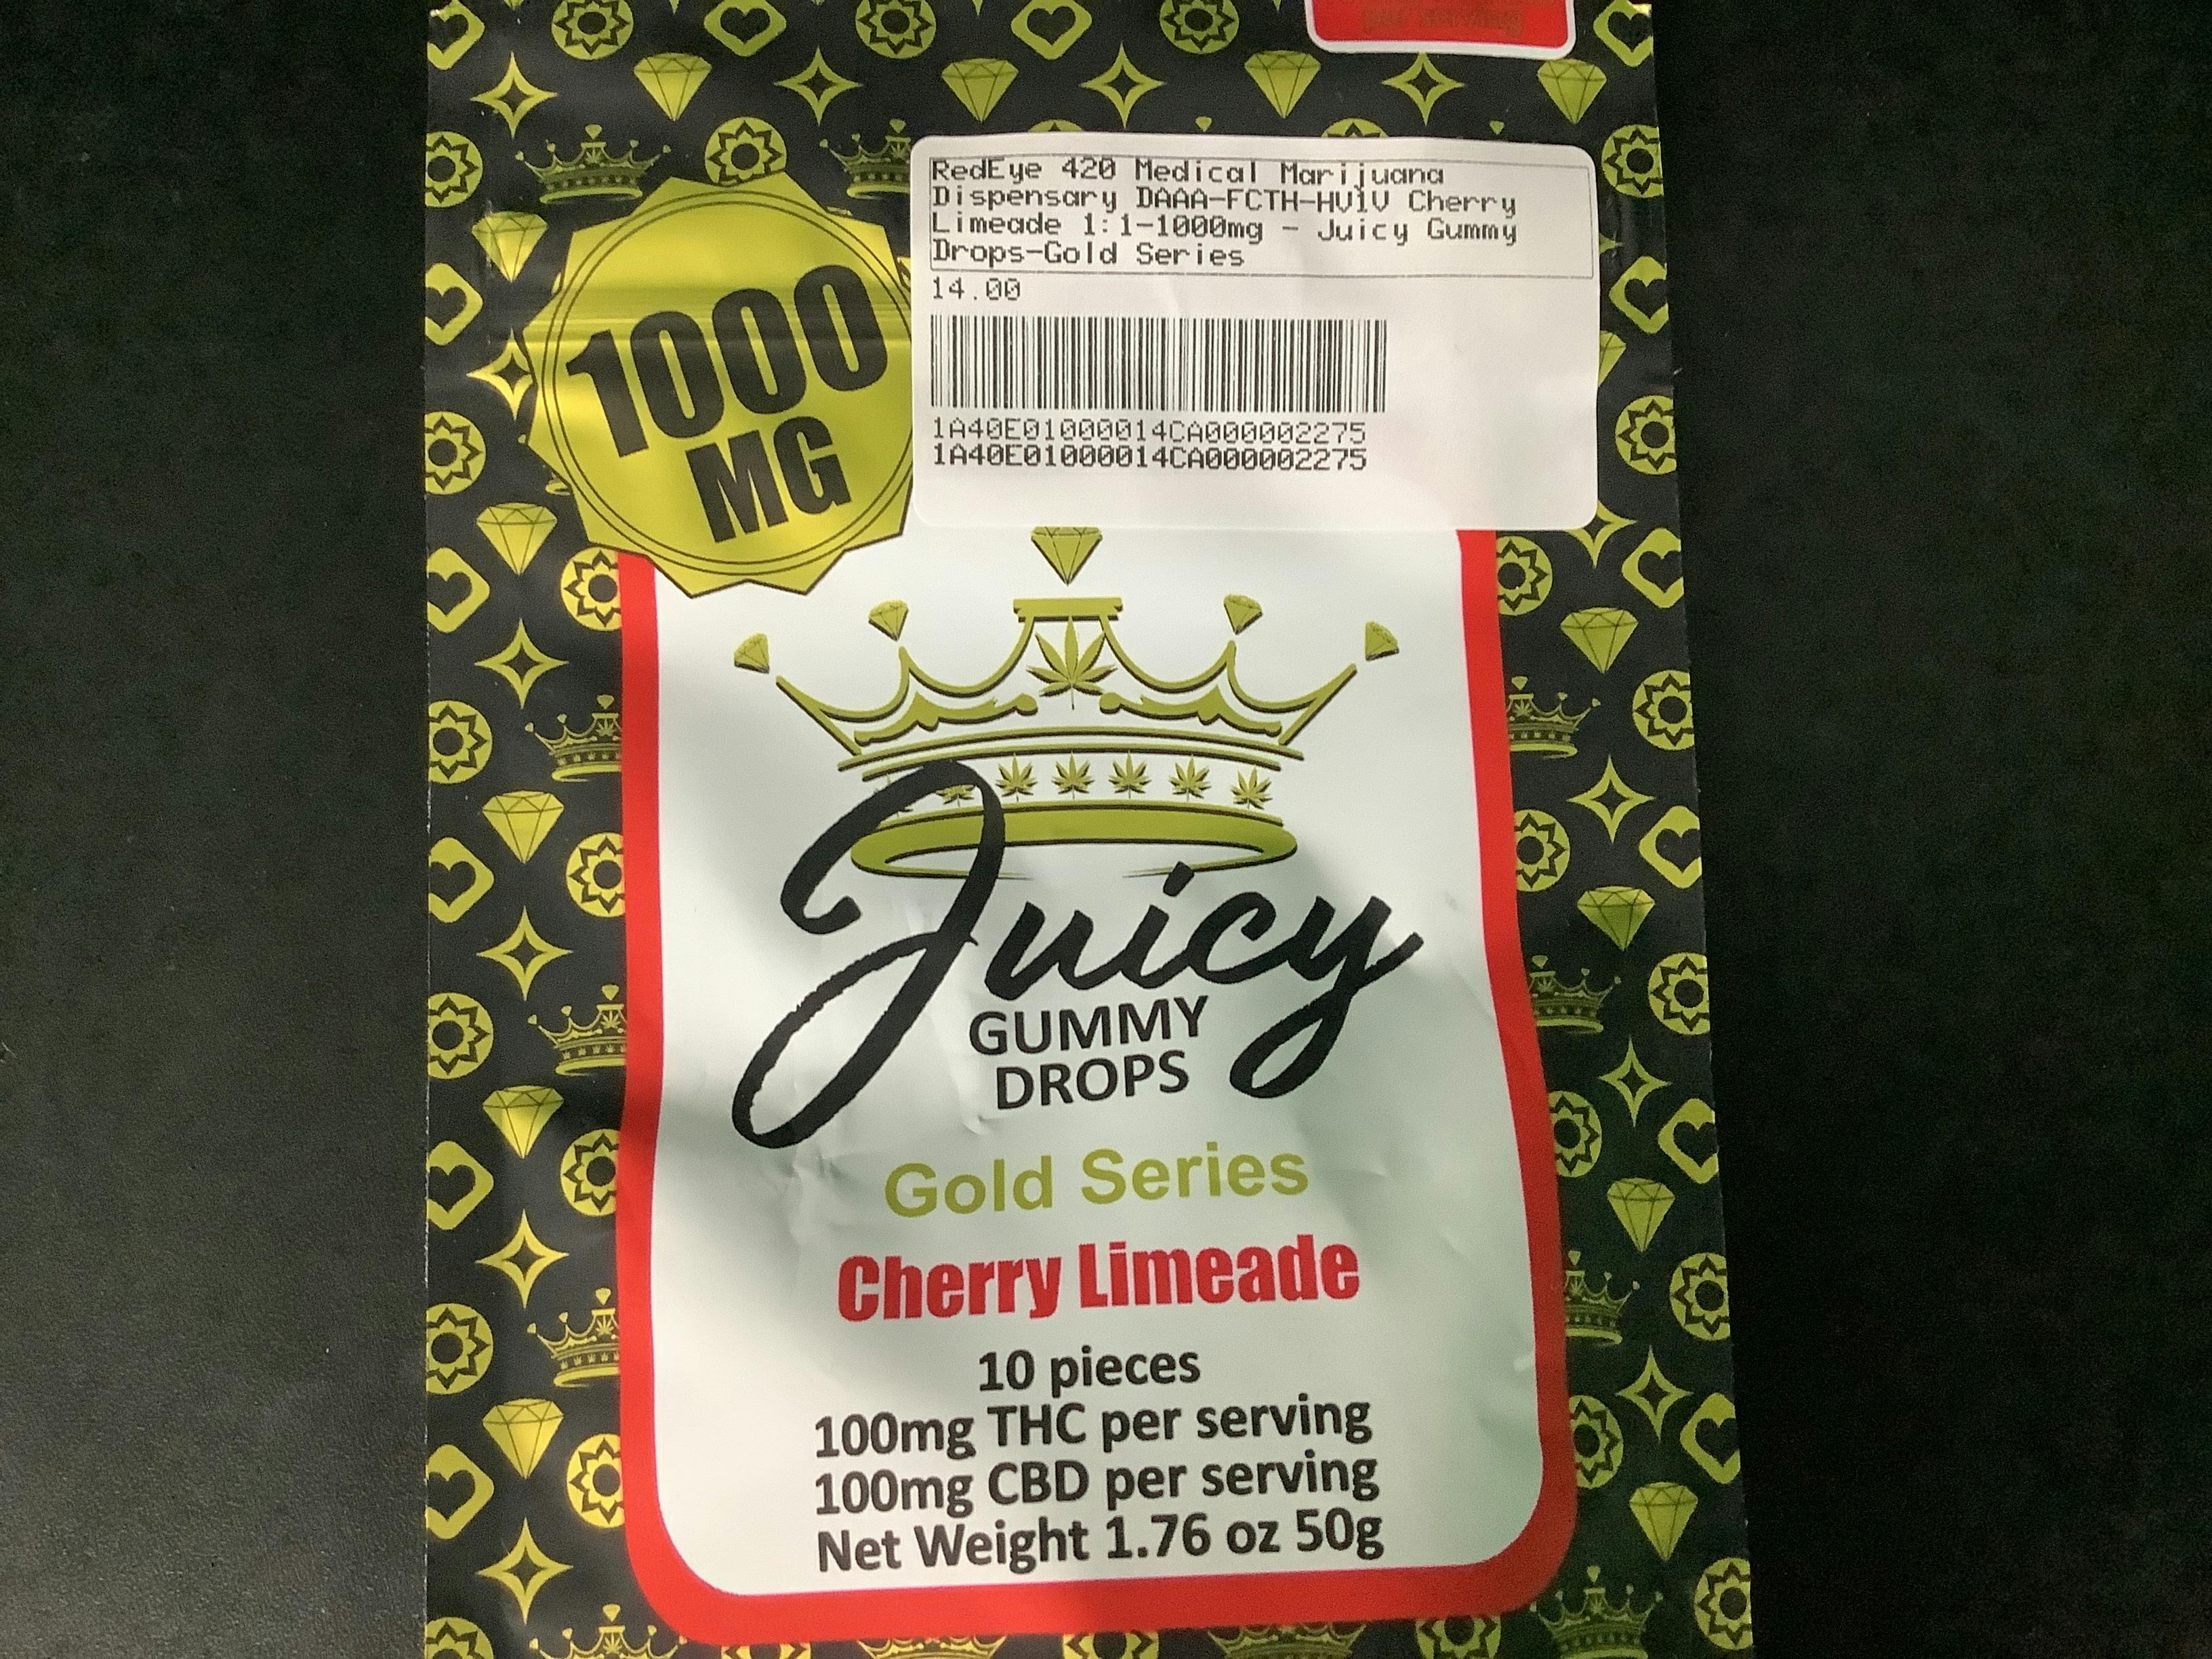 RedEye 420 Medical Marijuana
Dispensary DAAA-FCTH-HV1V Cherry
Limeade 1:1-1000mg - Juicy Gummy
Drops-Gold Series
14.00
1A40E01000014CA000002275
1A40E01000014CA000002275
1000
MG
Juicy
GUMMY
DROPS
Gold Series
Cherry Limeade
10 pieces
100mg THC per serving
100mg CBD per serving
Net Weight 1.76 oz 50g